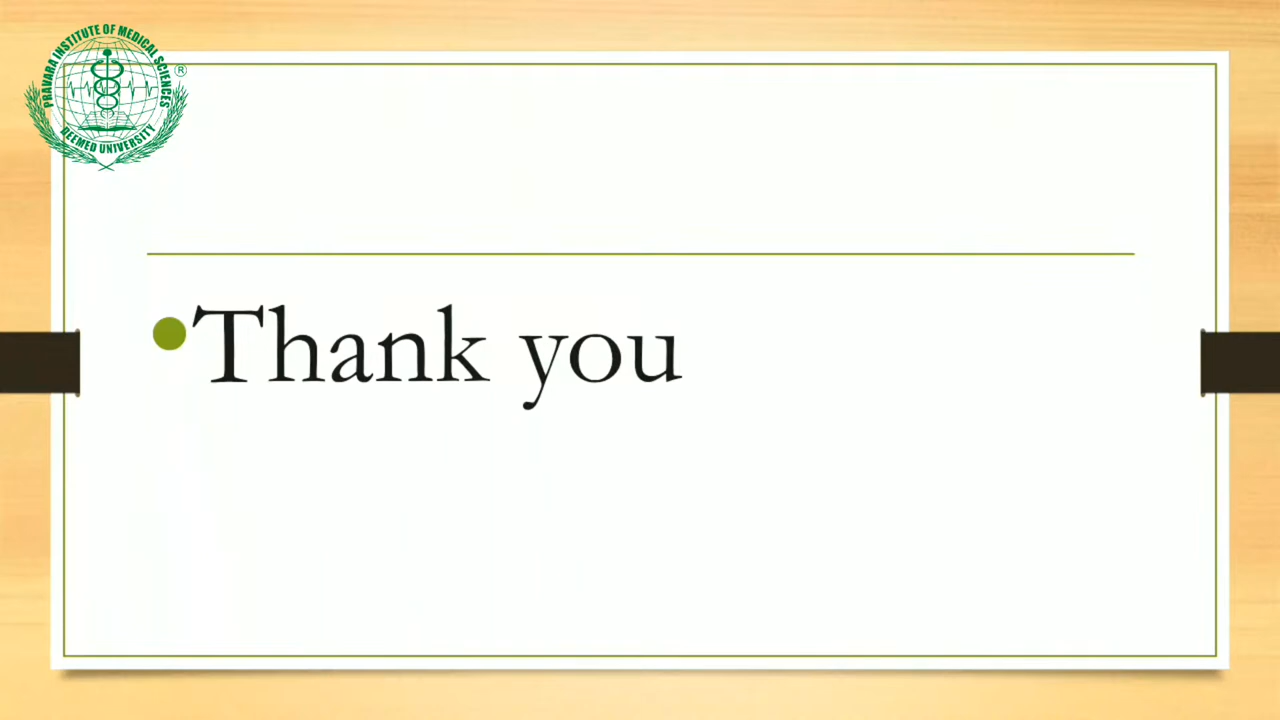 PRAVARA INSTITUTE OF MEDICAL SCIENCES
®
DEEMED UNIVERSITY
Thank you